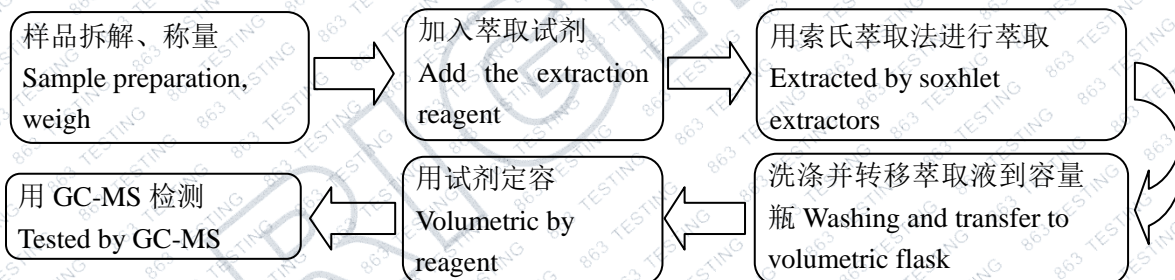 样品拆解、称量
Sample preparation,
weigh
加入萃取试剂
Add the extraction
reagent
用索氏萃取法进行萃取
Extracted by soxhlet
extractors
洗涤并转移萃取液到容量
瓶 Washing and transfer to
volumetric flask
用试剂定容
Volumetric by
reagent
用 GC-MS 检测
Tested by GC-MS
863 TESTING